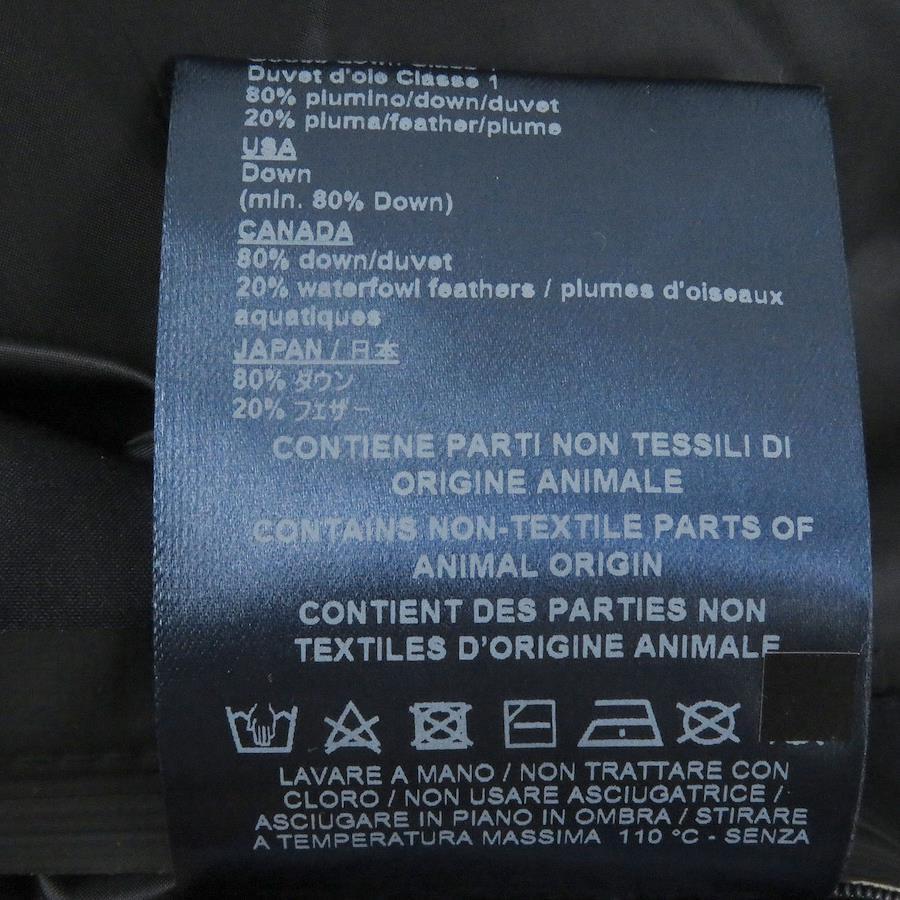 Duvet d'oie Classe 1
80% piumino/down/duvet
20% piuma/feather/plume
USA
Down
(min. 80% Down)
CANADA
80% down/duvet
20% waterfowl feathers / plumes d'oiseaux
aquatiques
JAPAN / 日本
80% ダウン
20% フェザー
CONTIENE PARTI NON TESSILI DI
ORIGINE ANIMALE
CONTAINS NON-TEXTILE PARTS OF
ANIMAL ORIGIN
CONTIENT DES PARTIES NON
TEXTILES D'ORIGINE ANIMALE
LAVARE A MANO / NON TRATTARE CON
CLORO / NON USARE ASCIUGATRICE /
ASCIUGARE IN PIANO IN OMBRA / STIRARE
A TEMPERATURA MASSIMA 110 °C - SENZA